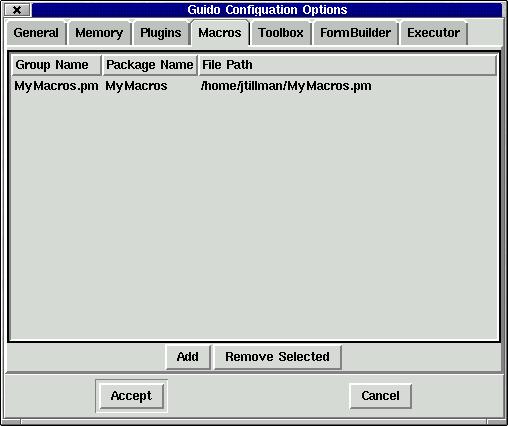 Guido Configuation Options
General Memory Plugins Macros Toolbox FormBuilder Executor
Group Name Package Name File Path
MyMacros.pm MyMacros /home/jtillman/MyMacros.pm
Add Remove Selected
Accept Cancel